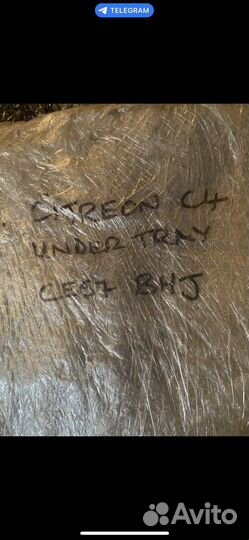 TELEGRAM
CITREON C4
UNDER TRAY
CE57 BHJ
Avito